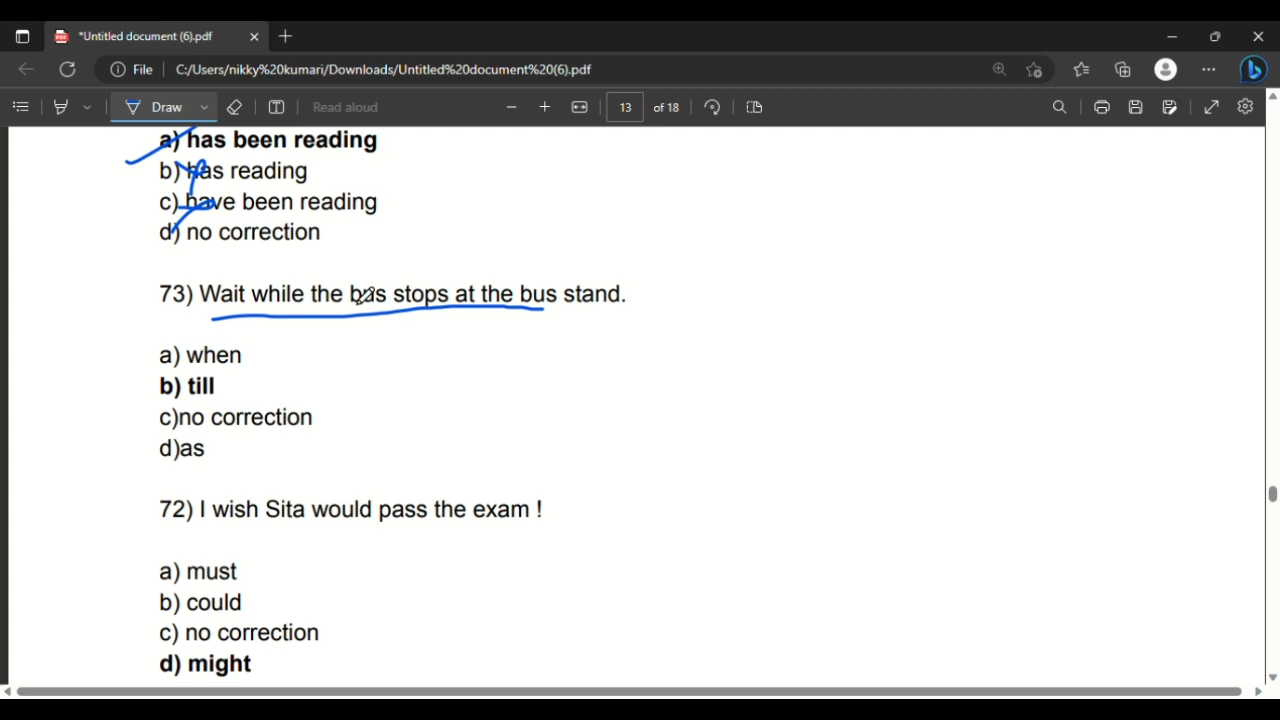 *Untitled document (6).pdf
File
C:/Users/nikky%20kumari/Downloads/Untitled%20document%20(6).pdf
Draw
Read aloud
13 of 18
a) has been reading
b) has reading
c) have been reading
d) no correction
73) Wait while the bus stops at the bus stand.
a) when
b) till
c)no correction
d)as
72) I wish Sita would pass the exam !
a) must
b) could
c) no correction
d) might